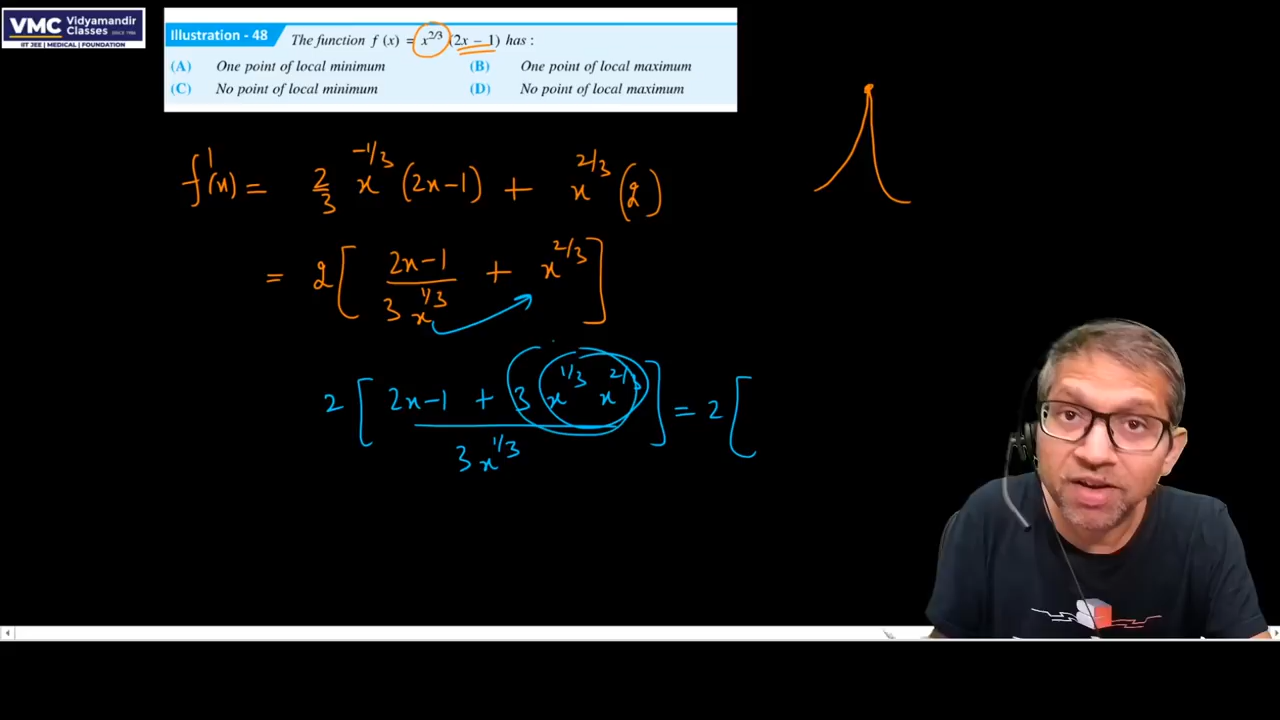 VMC Vidyamandir Classes SINCE 1986
IIT JEE | MEDICAL | FOUNDATION
Illustration - 48 The function f (x) = x^{2/3} (2x − 1) has :
(A) One point of local minimum (B) One point of local maximum
(C) No point of local minimum (D) No point of local maximum
f'(x) = 2/3 x^{-1/3} (2x-1) + x^{2/3} (2)
= 2 [ (2x-1)/(3x^{1/3}) + x^{2/3} ]
2 [ (2x-1 + 3 x^{1/3} x^{2/3})/(3x^{1/3}) ] = 2 [